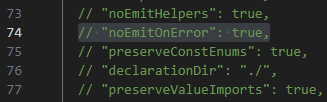 73 // "noEmitHelpers": true,
74 // "noEmitOnError": true,
75 // "preserveConstEnums": true,
76 // "declarationDir": "./",
77 // "preserveValueImports": true,